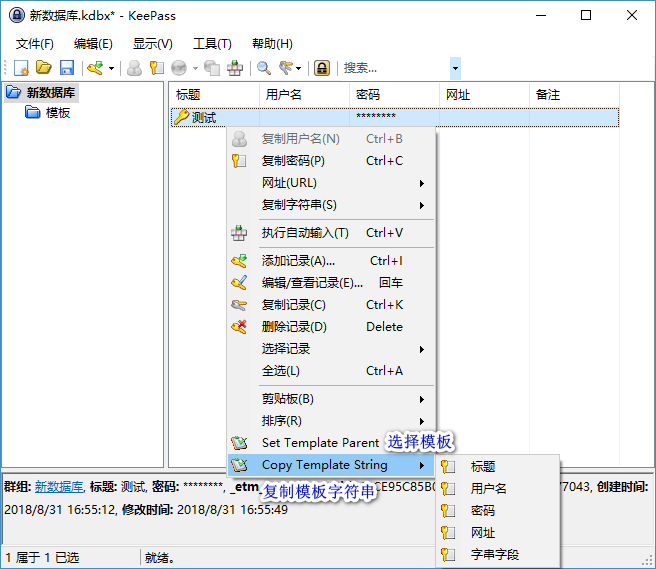 新数据库.kdbx* - KeePass
文件(F) 编辑(E) 显示(V) 工具(T) 帮助(H)
搜索...
新数据库
模板
标题 用户名 密码 网址 备注
测试 ********
复制用户名(N) Ctrl+B
复制密码(P) Ctrl+C
网址(URL)
复制字符串(S)
执行自动输入(T) Ctrl+V
添加记录(A)... Ctrl+I
编辑/查看记录(E)... 回车
复制记录(C) Ctrl+K
删除记录(D) Delete
选择记录
全选(L) Ctrl+A
剪贴板(B)
排序(R)
Set Template Parent 选择模板
Copy Template String
复制模板字符串
标题
用户名
密码
网址
字串字段
群组: 新数据库, 标题: 测试, 密码: ********, _etm_ CE95C85B 77043, 创建时间:
2018/8/31 16:55:12, 修改时间: 2018/8/31 16:55:49
1 属于 1 已选 就绪。